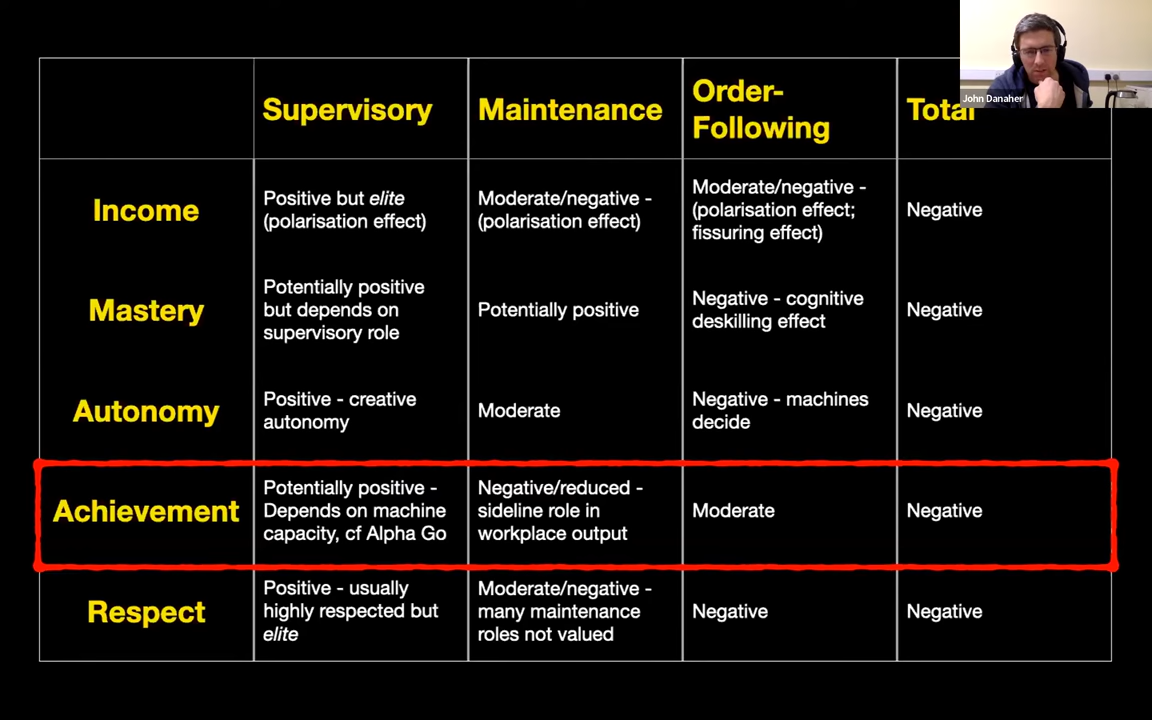 John Danaher
Supervisory
Maintenance
Order-
Following
Total
Income
Positive but elite
(polarisation effect)
Moderate/negative -
(polarisation effect)
Moderate/negative -
(polarisation effect;
fissuring effect)
Negative
Mastery
Potentially positive
but depends on
supervisory role
Potentially positive
Negative - cognitive
deskilling effect
Negative
Autonomy
Positive - creative
autonomy
Moderate
Negative - machines
decide
Negative
Achievement
Potentially positive -
Depends on machine
capacity, cf Alpha Go
Negative/reduced -
sideline role in
workplace output
Moderate
Negative
Respect
Positive - usually
highly respected but
elite
Moderate/negative -
many maintenance
roles not valued
Negative
Negative